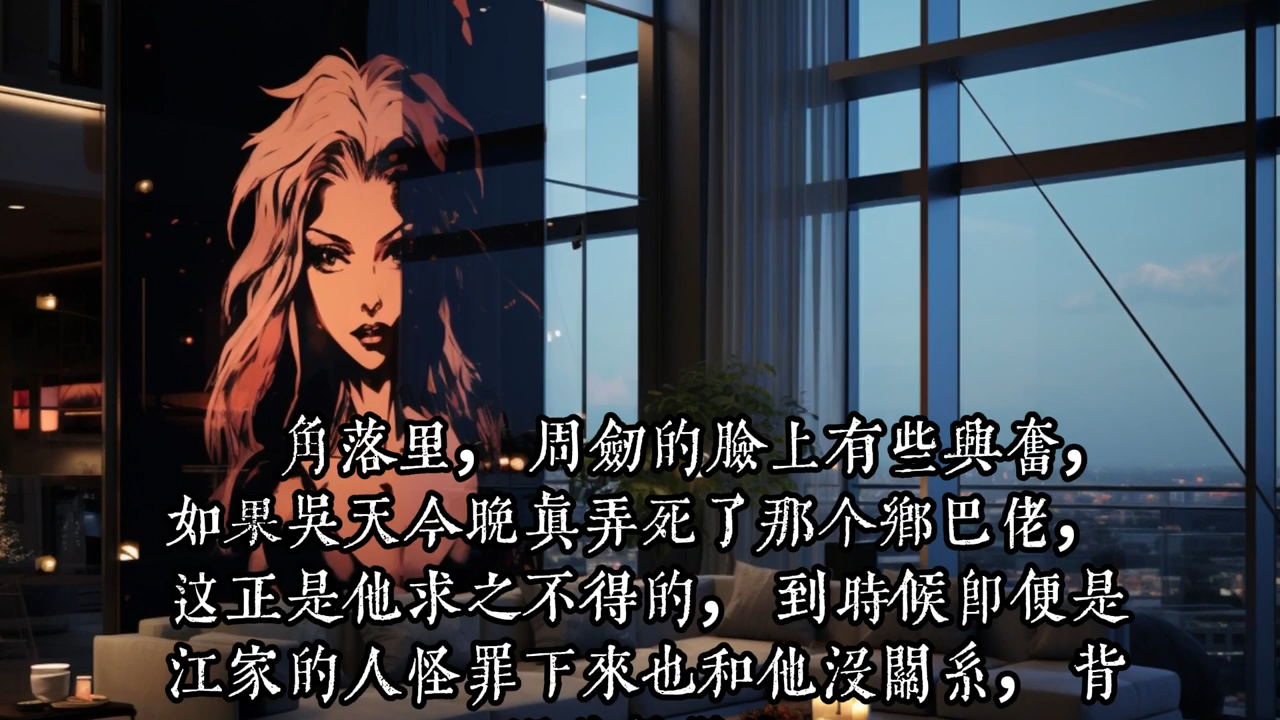 角落里，周劒的臉上有些興奮，
如果吳天今晚真弄死了那个鄉巴佬，
这正是他求之不得的，到時候即便是
江家的人怪罪下來也和他沒關系，背